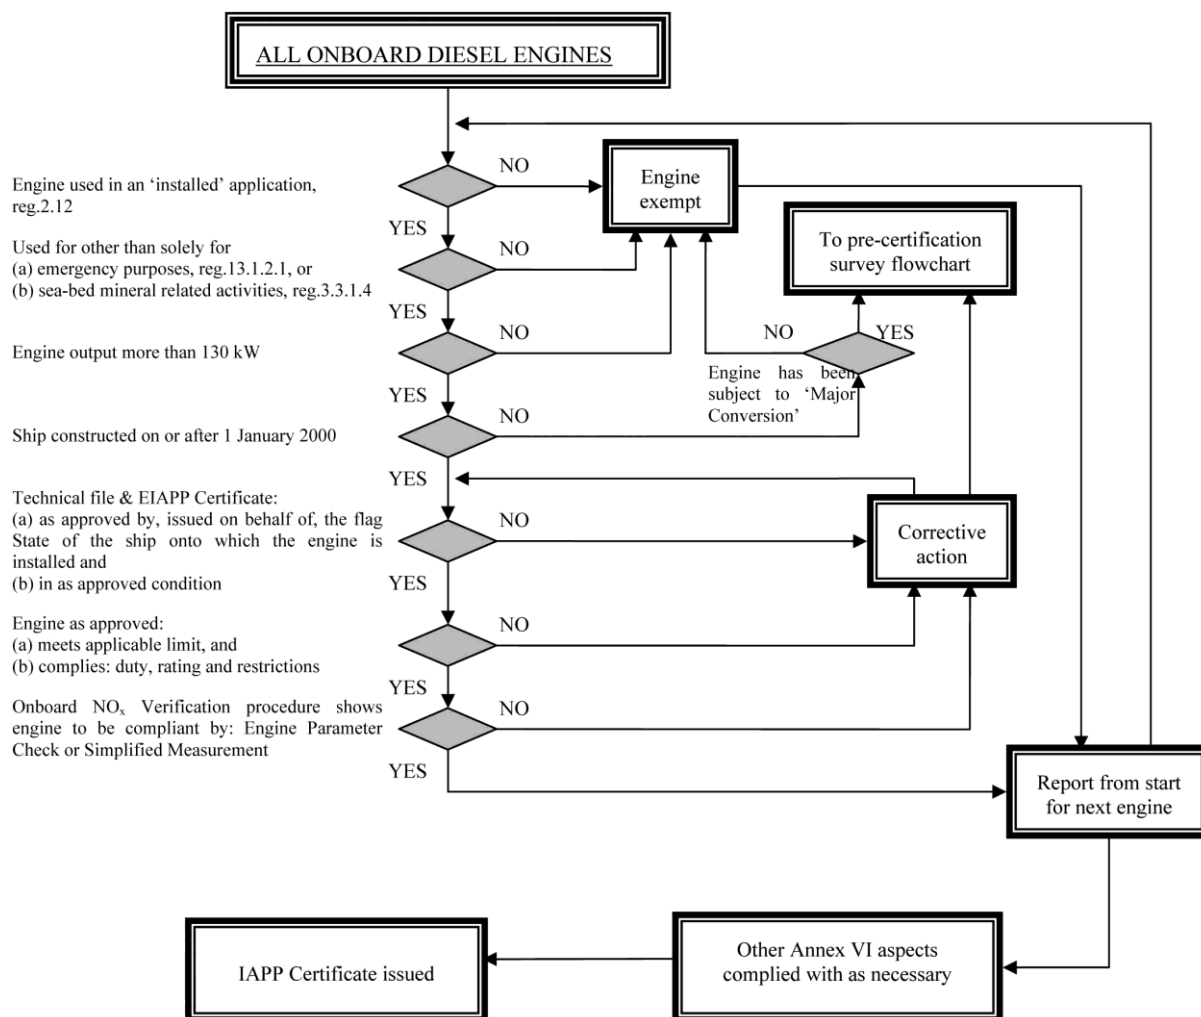 ALL ONBOARD DIESEL ENGINES
NO
Engine used in an ‘installed’ application,
reg.2.12
Engine
exempt
YES
Used for other than solely for
(a) emergency purposes, reg.13.1.2.1, or
(b) sea-bed mineral related activities, reg.3.3.1.4
NO
To pre-certification
survey flowchart
YES
Engine output more than 130 kW
NO
NO
YES
Engine has been
subject to ‘Major
Conversion’
YES
Ship constructed on or after 1 January 2000
NO
YES
Technical file & EIAPP Certificate:
(a) as approved by, issued on behalf of, the flag
State of the ship onto which the engine is
installed and
(b) in as approved condition
NO
Corrective
action
YES
Engine as approved:
(a) meets applicable limit, and
(b) complies: duty, rating and restrictions
NO
YES
Onboard NOx Verification procedure shows
engine to be compliant by: Engine Parameter
Check or Simplified Measurement
NO
YES
Report from start
for next engine
Other Annex VI aspects
complied with as necessary
IAPP Certificate issued